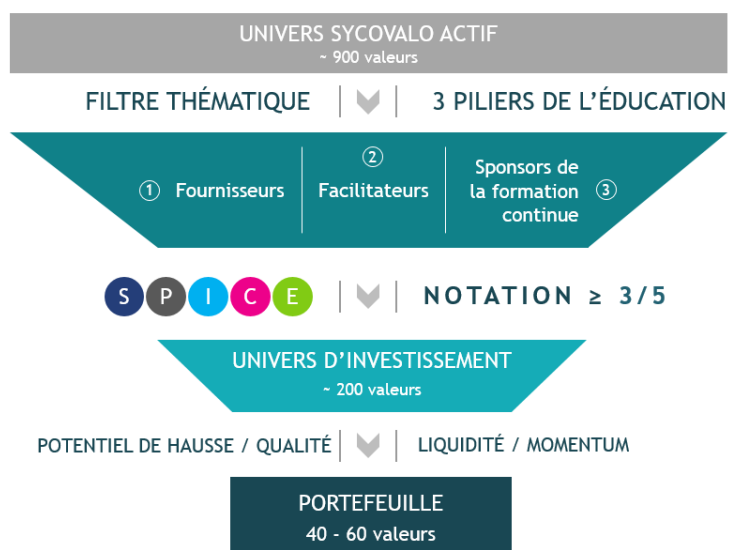 UNIVERS SYCOVALO ACTIF
~ 900 valeurs
FILTRE THÉMATIQUE
3 PILIERS DE L'ÉDUCATION
1 Fournisseurs
2
Facilitateurs
Sponsors de
la formation 3
continue
S P I C E
NOTATION ≥ 3/5
UNIVERS D'INVESTISSEMENT
~ 200 valeurs
POTENTIEL DE HAUSSE / QUALITÉ
LIQUIDITÉ / MOMENTUM
PORTEFEUILLE
40 - 60 valeurs